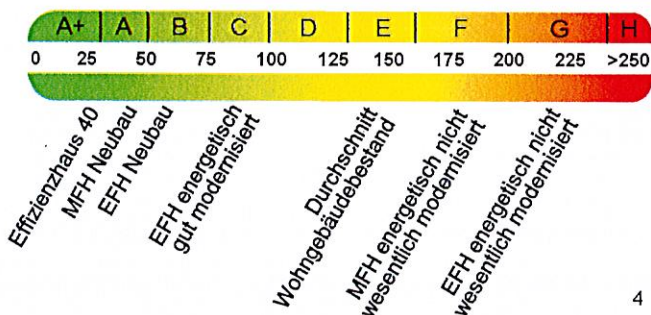 A+ A B C D E F G H
0 25 50 75 100 125 150 175 200 225 >250
Effizienzhaus 40
MFH Neubau
EFH Neubau
EFH energetisch
gut modernisiert
Durchschnitt
Wohngebäudebestand
MFH energetisch nicht
wesentlich modernisiert
EFH energetisch nicht
wesentlich modernisiert
4